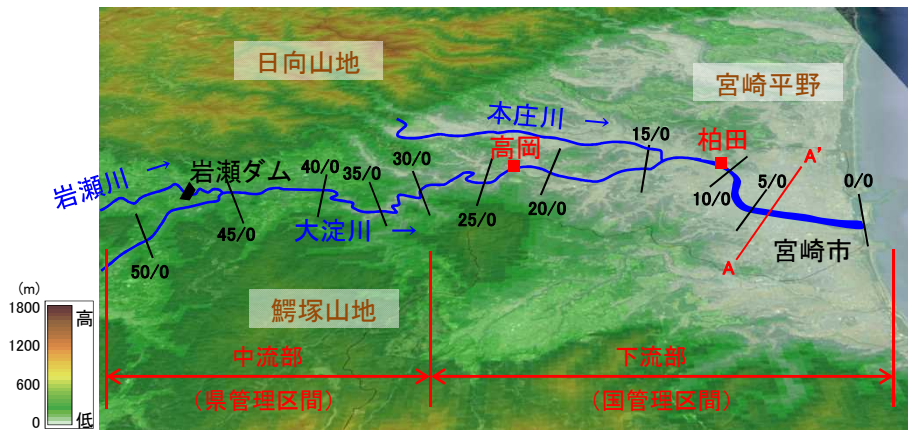 日向山地
宮崎平野
本庄川 →
高岡
柏田
A'
岩瀬川 →
岩瀬ダム
40/0
35/0
30/0
15/0
25/0
20/0
10/0
5/0
0/0
45/0
大淀川 →
50/0
A
宮崎市
(m)
1800
高
1200
600
0
低
鰐塚山地
中流部
(県管理区間)
下流部
(国管理区間)